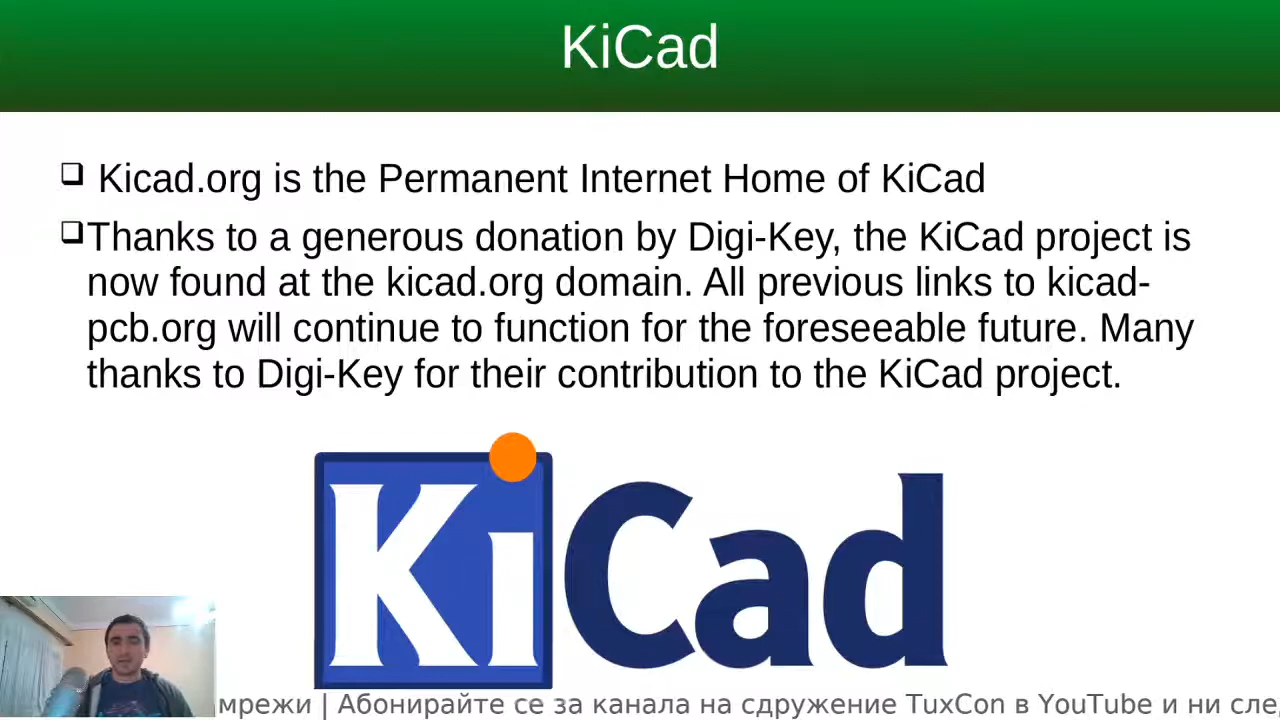 KiCad
Kicad.org is the Permanent Internet Home of KiCad
Thanks to a generous donation by Digi-Key, the KiCad project is
now found at the kicad.org domain. All previous links to kicad-
pcb.org will continue to function for the foreseeable future. Many
thanks to Digi-Key for their contribution to the KiCad project.
KiCad
мрежи | Абонирайте се за канала на сдружение TuxCon в YouTube и ни сле